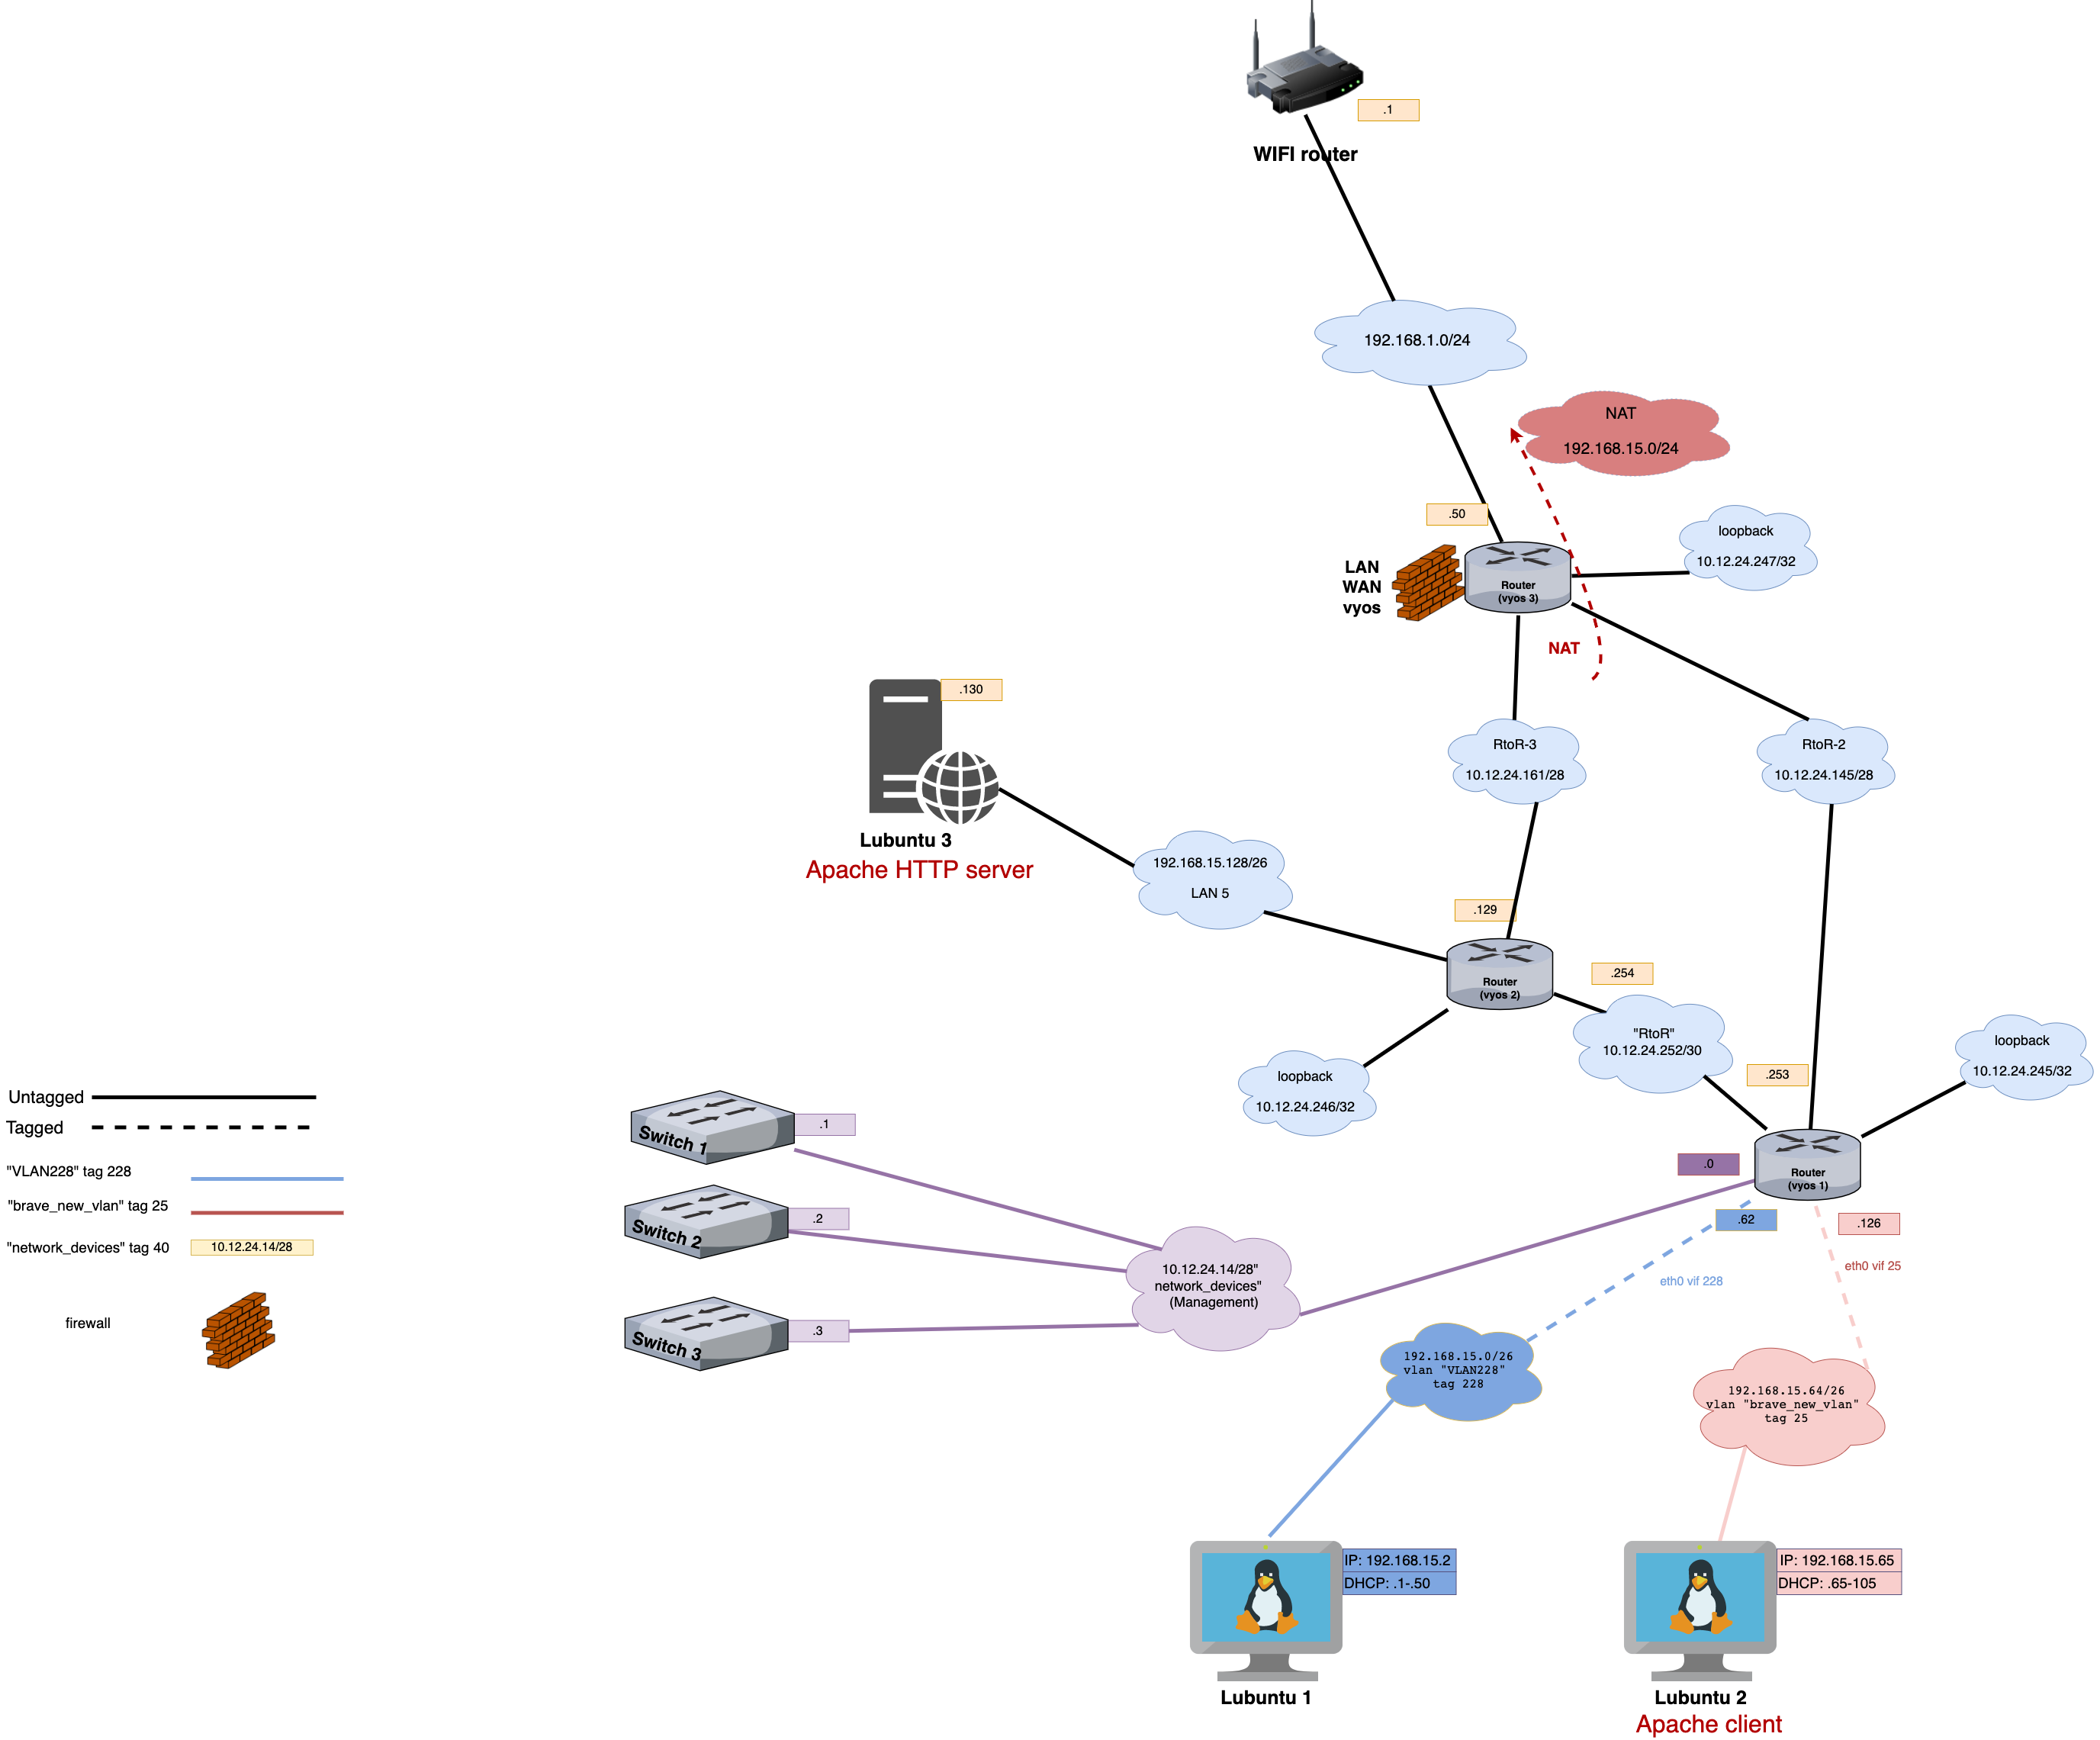 .1
WIFI router
192.168.1.0/24
NAT
192.168.15.0/24
.50
loopback
10.12.24.247/32
LAN
WAN
vyos
Router
(vyos 3)
NAT
.130
RtoR-3
10.12.24.161/28
RtoR-2
10.12.24.145/28
Lubuntu 3
Apache HTTP server
192.168.15.128/26
LAN 5
.129
Router
(vyos 2)
.254
"RtoR"
10.12.24.252/30
.253
loopback
10.12.24.245/32
loopback
10.12.24.246/32
Untagged
Tagged
"VLAN228" tag 228
"brave_new_vlan" tag 25
"network_devices" tag 40
10.12.24.14/28
firewall
Switch 1
.1
Switch 2
.2
Switch 3
.3
10.12.24.14/28"
network_devices"
(Management)
.0
Router
(vyos 1)
.62
.126
eth0 vif 228
eth0 vif 25
192.168.15.0/26
vlan "VLAN228"
tag 228
192.168.15.64/26
vlan "brave_new_vlan"
tag 25
IP: 192.168.15.2
DHCP: .1-.50
IP: 192.168.15.65
DHCP: .65-105
Lubuntu 1
Lubuntu 2
Apache client